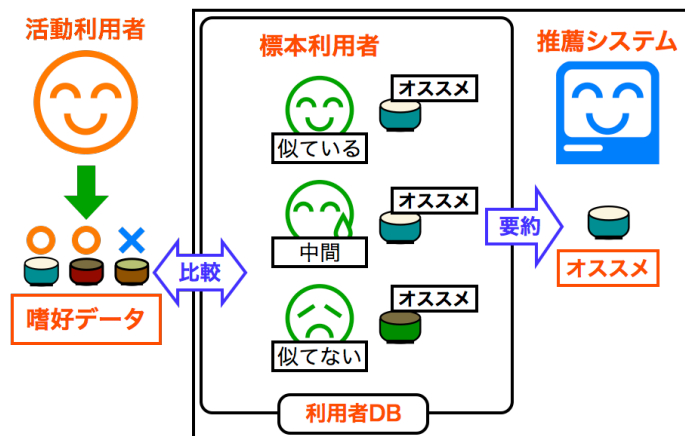 活動利用者
標本利用者
推薦システム
オススメ
似ている
オススメ
中間
オススメ
似てない
比較
要約
嗜好データ
オススメ
利用者DB